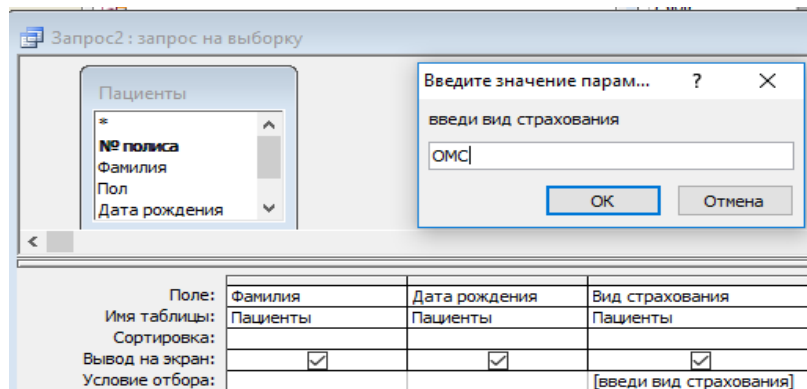 Запрос2 : запрос на выборку
Пациенты
*
№ полиса
Фамилия
Пол
Дата рождения
Введите значение парам... ? ×
введи вид страхования
ОМС
ОК Отмена
Поле: Фамилия Дата рождения Вид страхования
Имя таблицы: Пациенты Пациенты Пациенты
Сортировка:
Вывод на экран:
Условие отбора: [введи вид страхования]